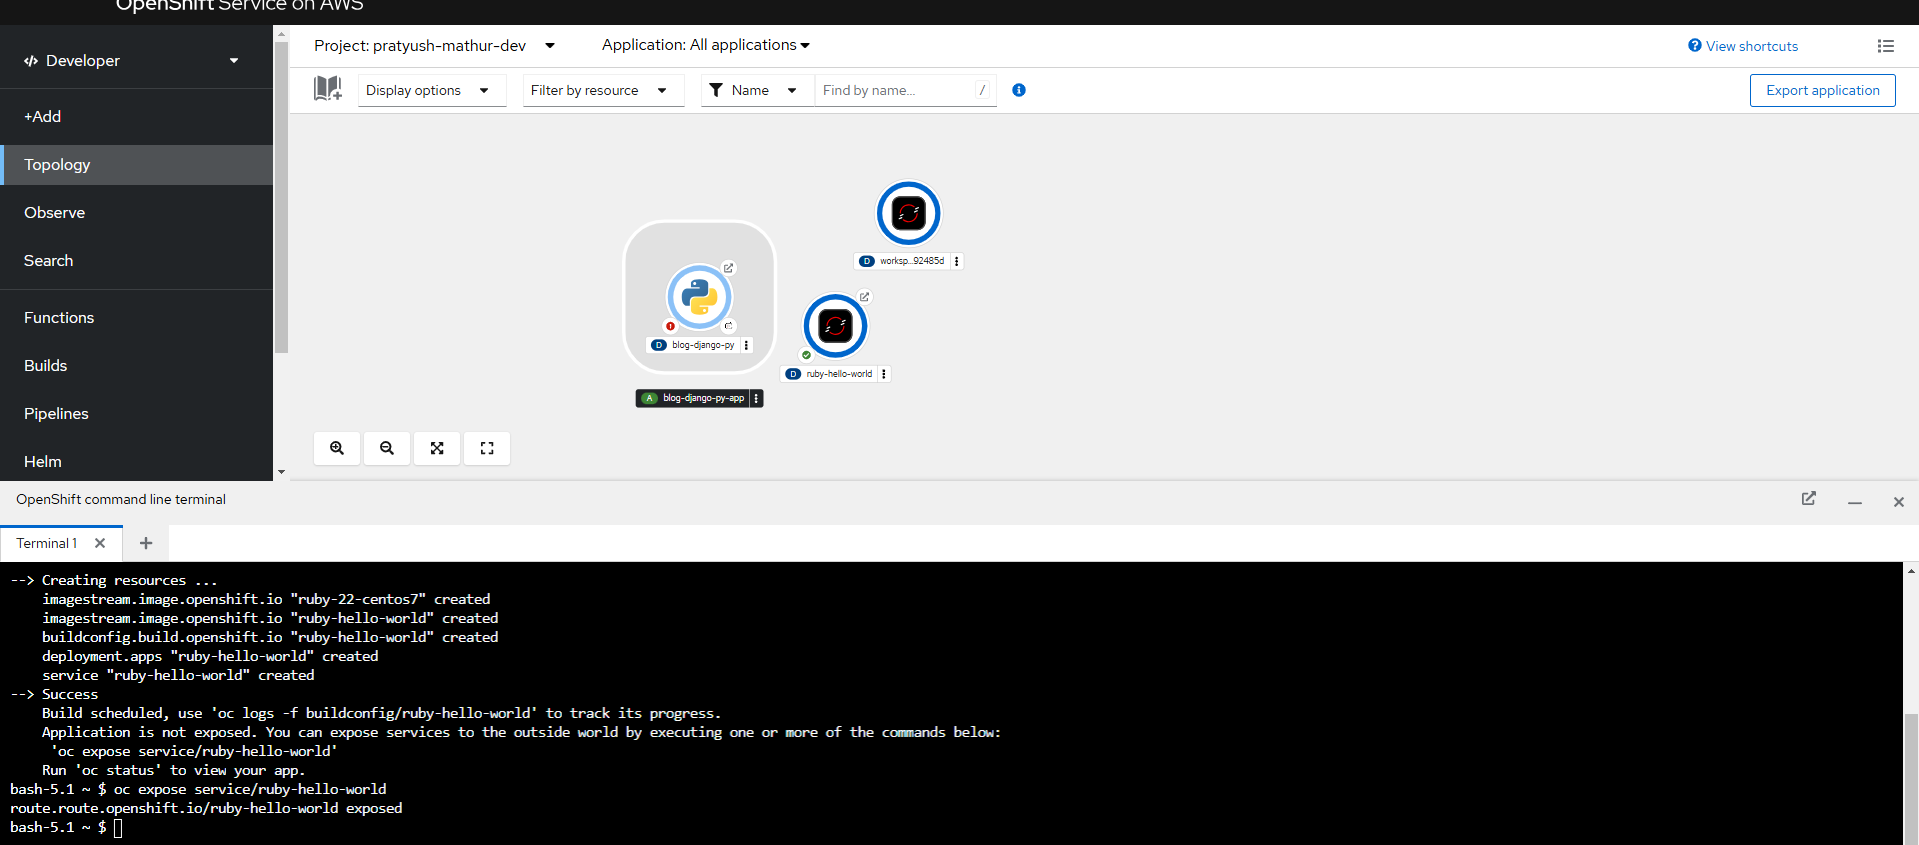 OpenShift Service on AWS
Developer
+Add
Topology
Observe
Search
Functions
Builds
Pipelines
Helm
Project: pratyush-mathur-dev
Application: All applications
View shortcuts
Display options
Filter by resource
Name
Find by name...
/
Export application
worksp...92485d
D
blog-django-py
D
ruby-hello-world
D
A
blog-django-py-app
OpenShift command line terminal
Terminal 1
--> Creating resources ...
imagestream.image.openshift.io "ruby-22-centos7" created
imagestream.image.openshift.io "ruby-hello-world" created
buildconfig.build.openshift.io "ruby-hello-world" created
deployment.apps "ruby-hello-world" created
service "ruby-hello-world" created
--> Success
Build scheduled, use 'oc logs -f buildconfig/ruby-hello-world' to track its progress.
Application is not exposed. You can expose services to the outside world by executing one or more of the commands below:
'oc expose service/ruby-hello-world'
Run 'oc status' to view your app.
bash-5.1 ~ $ oc expose service/ruby-hello-world
route.route.openshift.io/ruby-hello-world exposed
bash-5.1 ~ $